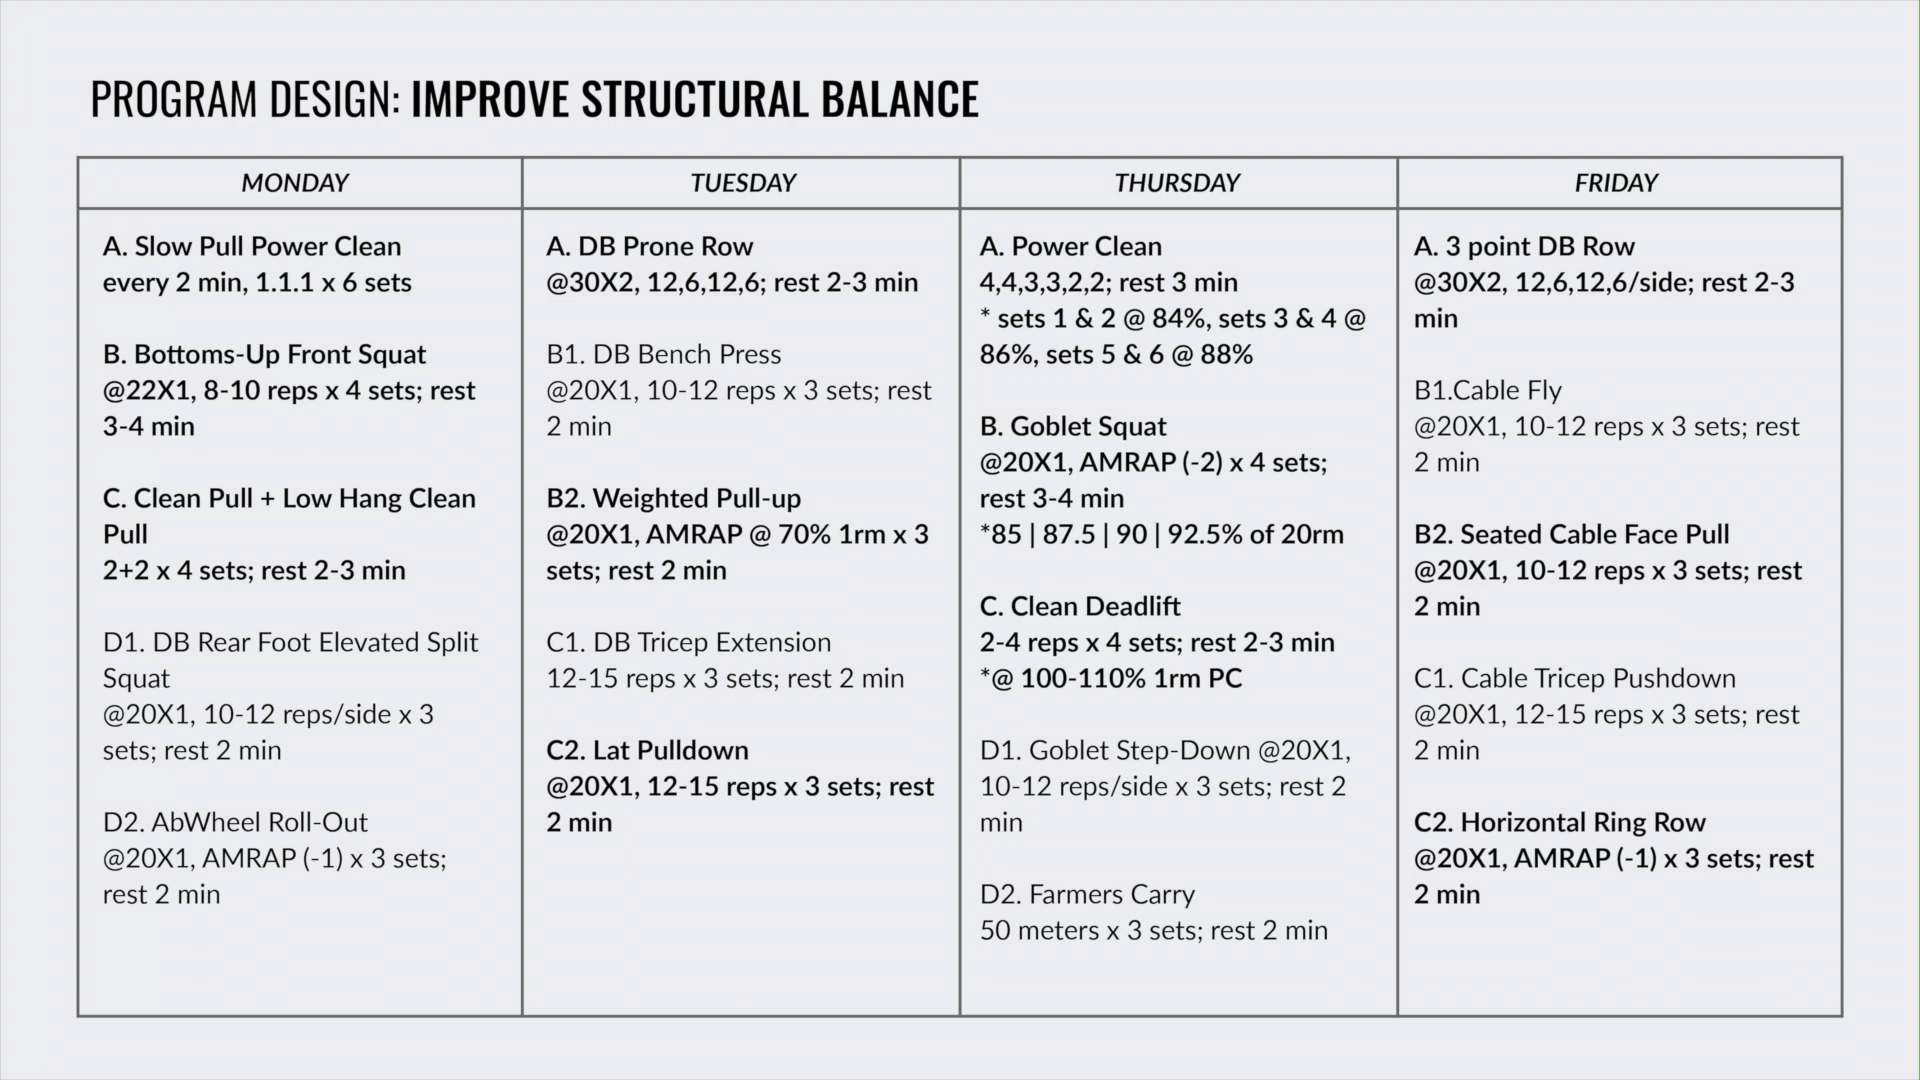 PROGRAM DESIGN: IMPROVE STRUCTURAL BALANCE
MONDAY
A. Slow Pull Power Clean
every 2 min, 1.1.1 x 6 sets
B. Bottoms-Up Front Squat
@22X1, 8-10 reps x 4 sets; rest
3-4 min
C. Clean Pull + Low Hang Clean
Pull
2+2 x 4 sets; rest 2-3 min
D1. DB Rear Foot Elevated Split
Squat
@20X1, 10-12 reps/side x 3
sets; rest 2 min
D2. AbWheel Roll-Out
@20X1, AMRAP (-1) x 3 sets;
rest 2 min
TUESDAY
A. DB Prone Row
@30X2, 12,6,12,6; rest 2-3 min
B1. DB Bench Press
@20X1, 10-12 reps x 3 sets; rest
2 min
B2. Weighted Pull-up
@20X1, AMRAP @ 70% 1rm x 3
sets; rest 2 min
C1. DB Tricep Extension
12-15 reps x 3 sets; rest 2 min
C2. Lat Pulldown
@20X1, 12-15 reps x 3 sets; rest
2 min
THURSDAY
A. Power Clean
4,4,3,3,2,2; rest 3 min
* sets 1 & 2 @ 84%, sets 3 & 4 @
86%, sets 5 & 6 @ 88%
B. Goblet Squat
@20X1, AMRAP (-2) x 4 sets;
rest 3-4 min
*85 | 87.5 | 90 | 92.5% of 20rm
C. Clean Deadlift
2-4 reps x 4 sets; rest 2-3 min
*@ 100-110% 1rm PC
D1. Goblet Step-Down @20X1,
10-12 reps/side x 3 sets; rest 2
min
D2. Farmers Carry
50 meters x 3 sets; rest 2 min
FRIDAY
A. 3 point DB Row
@30X2, 12,6,12,6/side; rest 2-3
min
B1.Cable Fly
@20X1, 10-12 reps x 3 sets; rest
2 min
B2. Seated Cable Face Pull
@20X1, 10-12 reps x 3 sets; rest
2 min
C1. Cable Tricep Pushdown
@20X1, 12-15 reps x 3 sets; rest
2 min
C2. Horizontal Ring Row
@20X1, AMRAP (-1) x 3 sets; rest
2 min